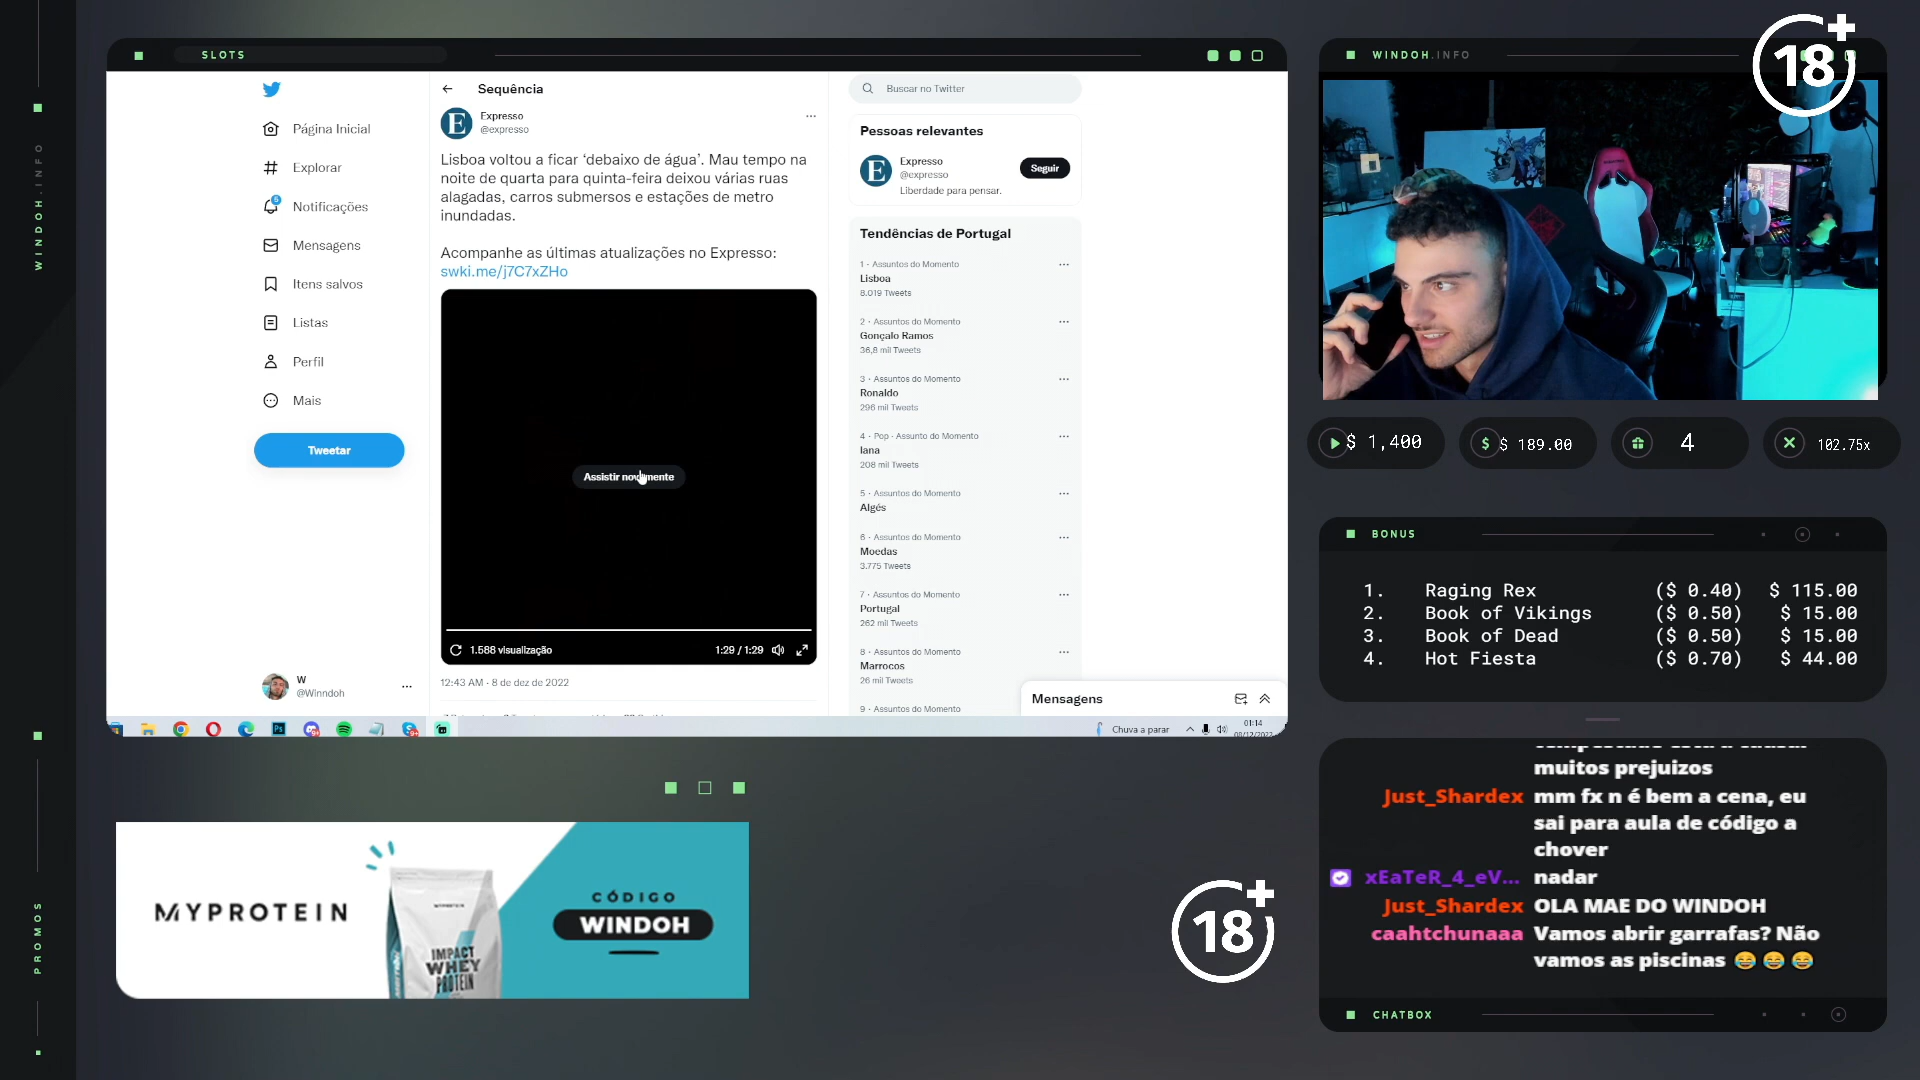 SLOTS
Página Inicial
Explorar
5
Notificações
Mensagens
Itens salvos
Listas
Perfil
Mais
Tweetar
W
@Winndoh
Sequência
E
Expresso
@expresso
Lisboa voltou a ficar ‘debaixo de água’. Mau tempo na
noite de quarta para quinta-feira deixou várias ruas
alagadas, carros submersos e estações de metro
inundadas.
Acompanhe as últimas atualizações no Expresso:
swki.me/j7C7xZHo
Assistir novamente
1.588 visualização
1:29 / 1:29
12:43 AM · 8 de dez de 2022
Buscar no Twitter
Pessoas relevantes
E
Expresso
@expresso
Liberdade para pensar.
Seguir
Tendências de Portugal
1 · Assuntos do Momento
Lisboa
8.019 Tweets
2 · Assuntos do Momento
Gonçalo Ramos
36,8 mil Tweets
3 · Assuntos do Momento
Ronaldo
296 mil Tweets
4 · Pop · Assunto do Momento
Iana
208 mil Tweets
5 · Assuntos do Momento
Algés
6 · Assuntos do Momento
Moedas
3.775 Tweets
7 · Assuntos do Momento
Portugal
262 mil Tweets
8 · Assuntos do Momento
Marrocos
26 mil Tweets
9 · Assuntos do Momento
Mensagens
Chuva a parar
01:14
08/12/2022
WINDOH.INFO
PROMOS
WINDOH.INFO
18+
$ 1,400
$ $ 189.00
4
102.75x
BONUS
1. Raging Rex ($ 0.40) $ 115.00
2. Book of Vikings ($ 0.50) $ 15.00
3. Book of Dead ($ 0.50) $ 15.00
4. Hot Fiesta ($ 0.70) $ 44.00
muitos prejuizos
Just_Shardex mm fx n é bem a cena, eu
sai para aula de código a
chover
xEaTeR_4_eV... nadar
Just_Shardex OLA MAE DO WINDOH
caahtchunaaa Vamos abrir garrafas? Não
vamos as piscinas 😂 😂 😂
CHATBOX
MYPROTEIN
IMPACT
WHEY
PROTEIN
CÓDIGO
WINDOH
18+